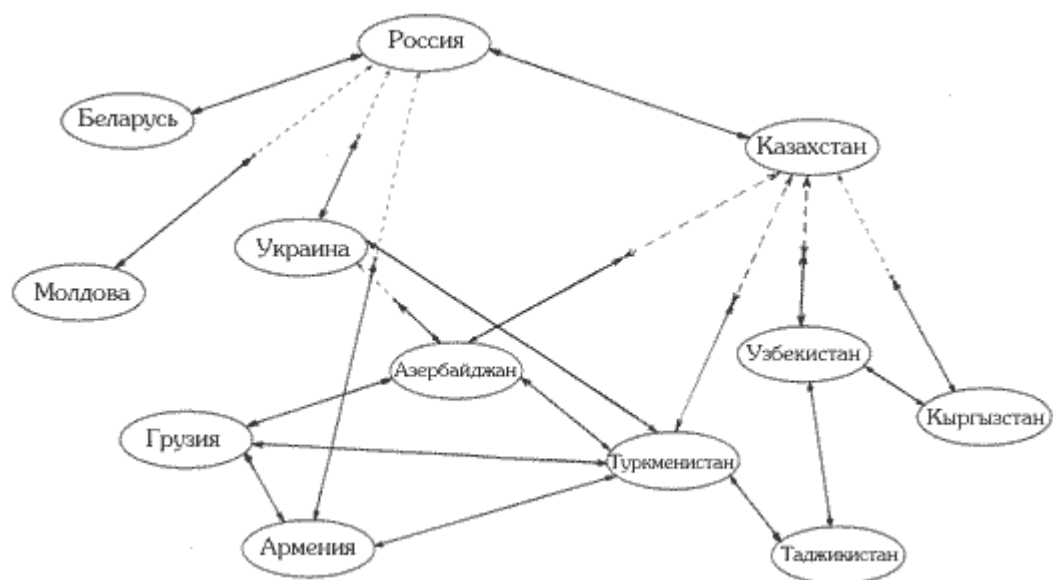 Россия
Беларусь
Казахстан
Украина
Молдова
Узбекистан
Азербайджан
Кыргызстан
Грузия
Туркменистан
Армения
Таджикистан